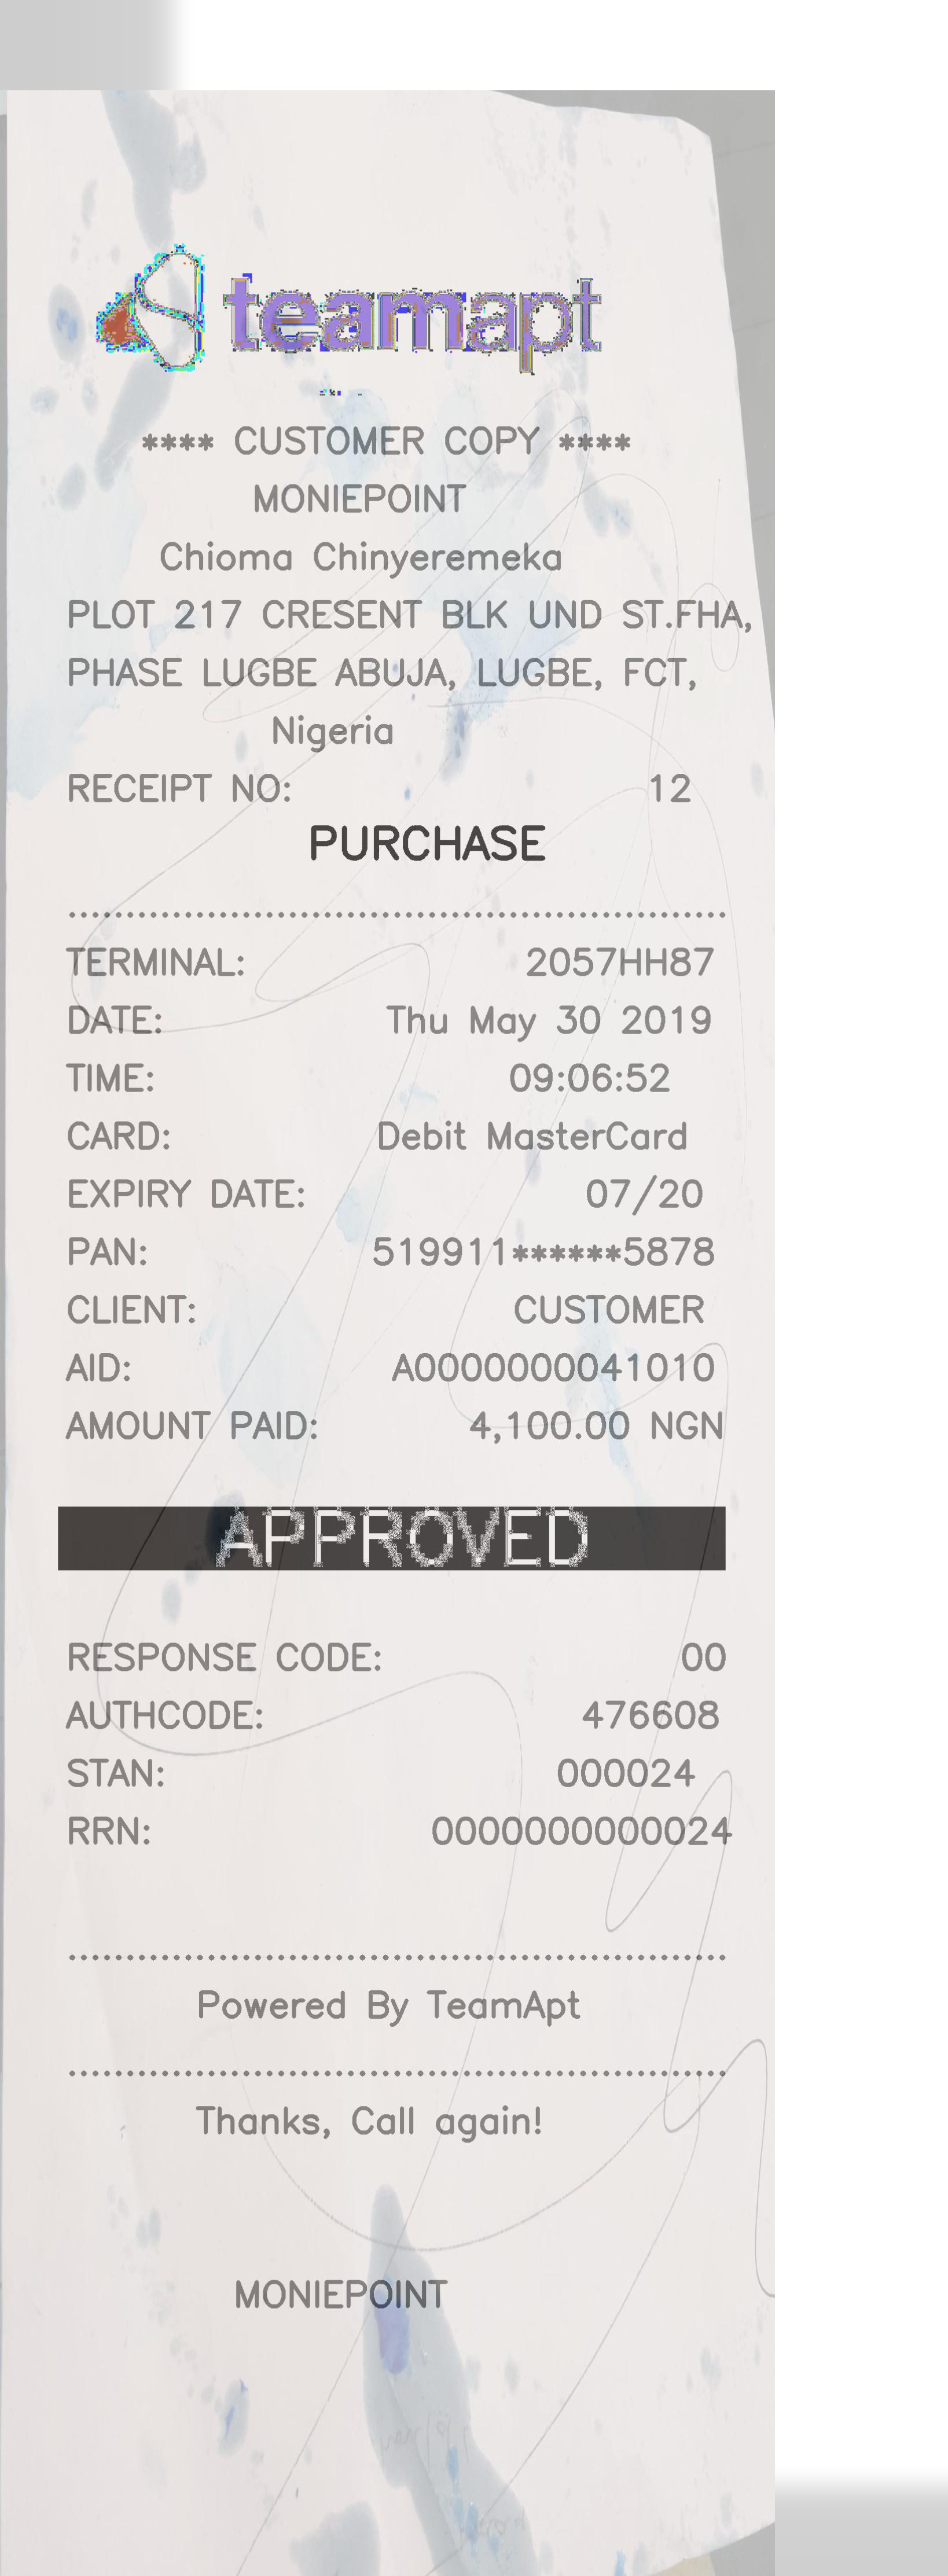 teamapt
**** CUSTOMER COPY ****
MONIEPOINT
Chioma Chinyeremeka
PLOT 217 CRESENT BLK UND ST.FHA,
PHASE LUGBE ABUJA, LUGBE, FCT,
Nigeria
RECEIPT NO: 12
PURCHASE
TERMINAL: 2057HH87
DATE: Thu May 30 2019
TIME: 09:06:52
CARD: Debit MasterCard
EXPIRY DATE: 07/20
PAN: 519911******5878
CLIENT: CUSTOMER
AID: A0000000041010
AMOUNT PAID: 4,100.00 NGN
APPROVED
RESPONSE CODE: 00
AUTHCODE: 476608
STAN: 000024
RRN: 0000000000024
Powered By TeamApt
Thanks, Call again!
MONIEPOINT